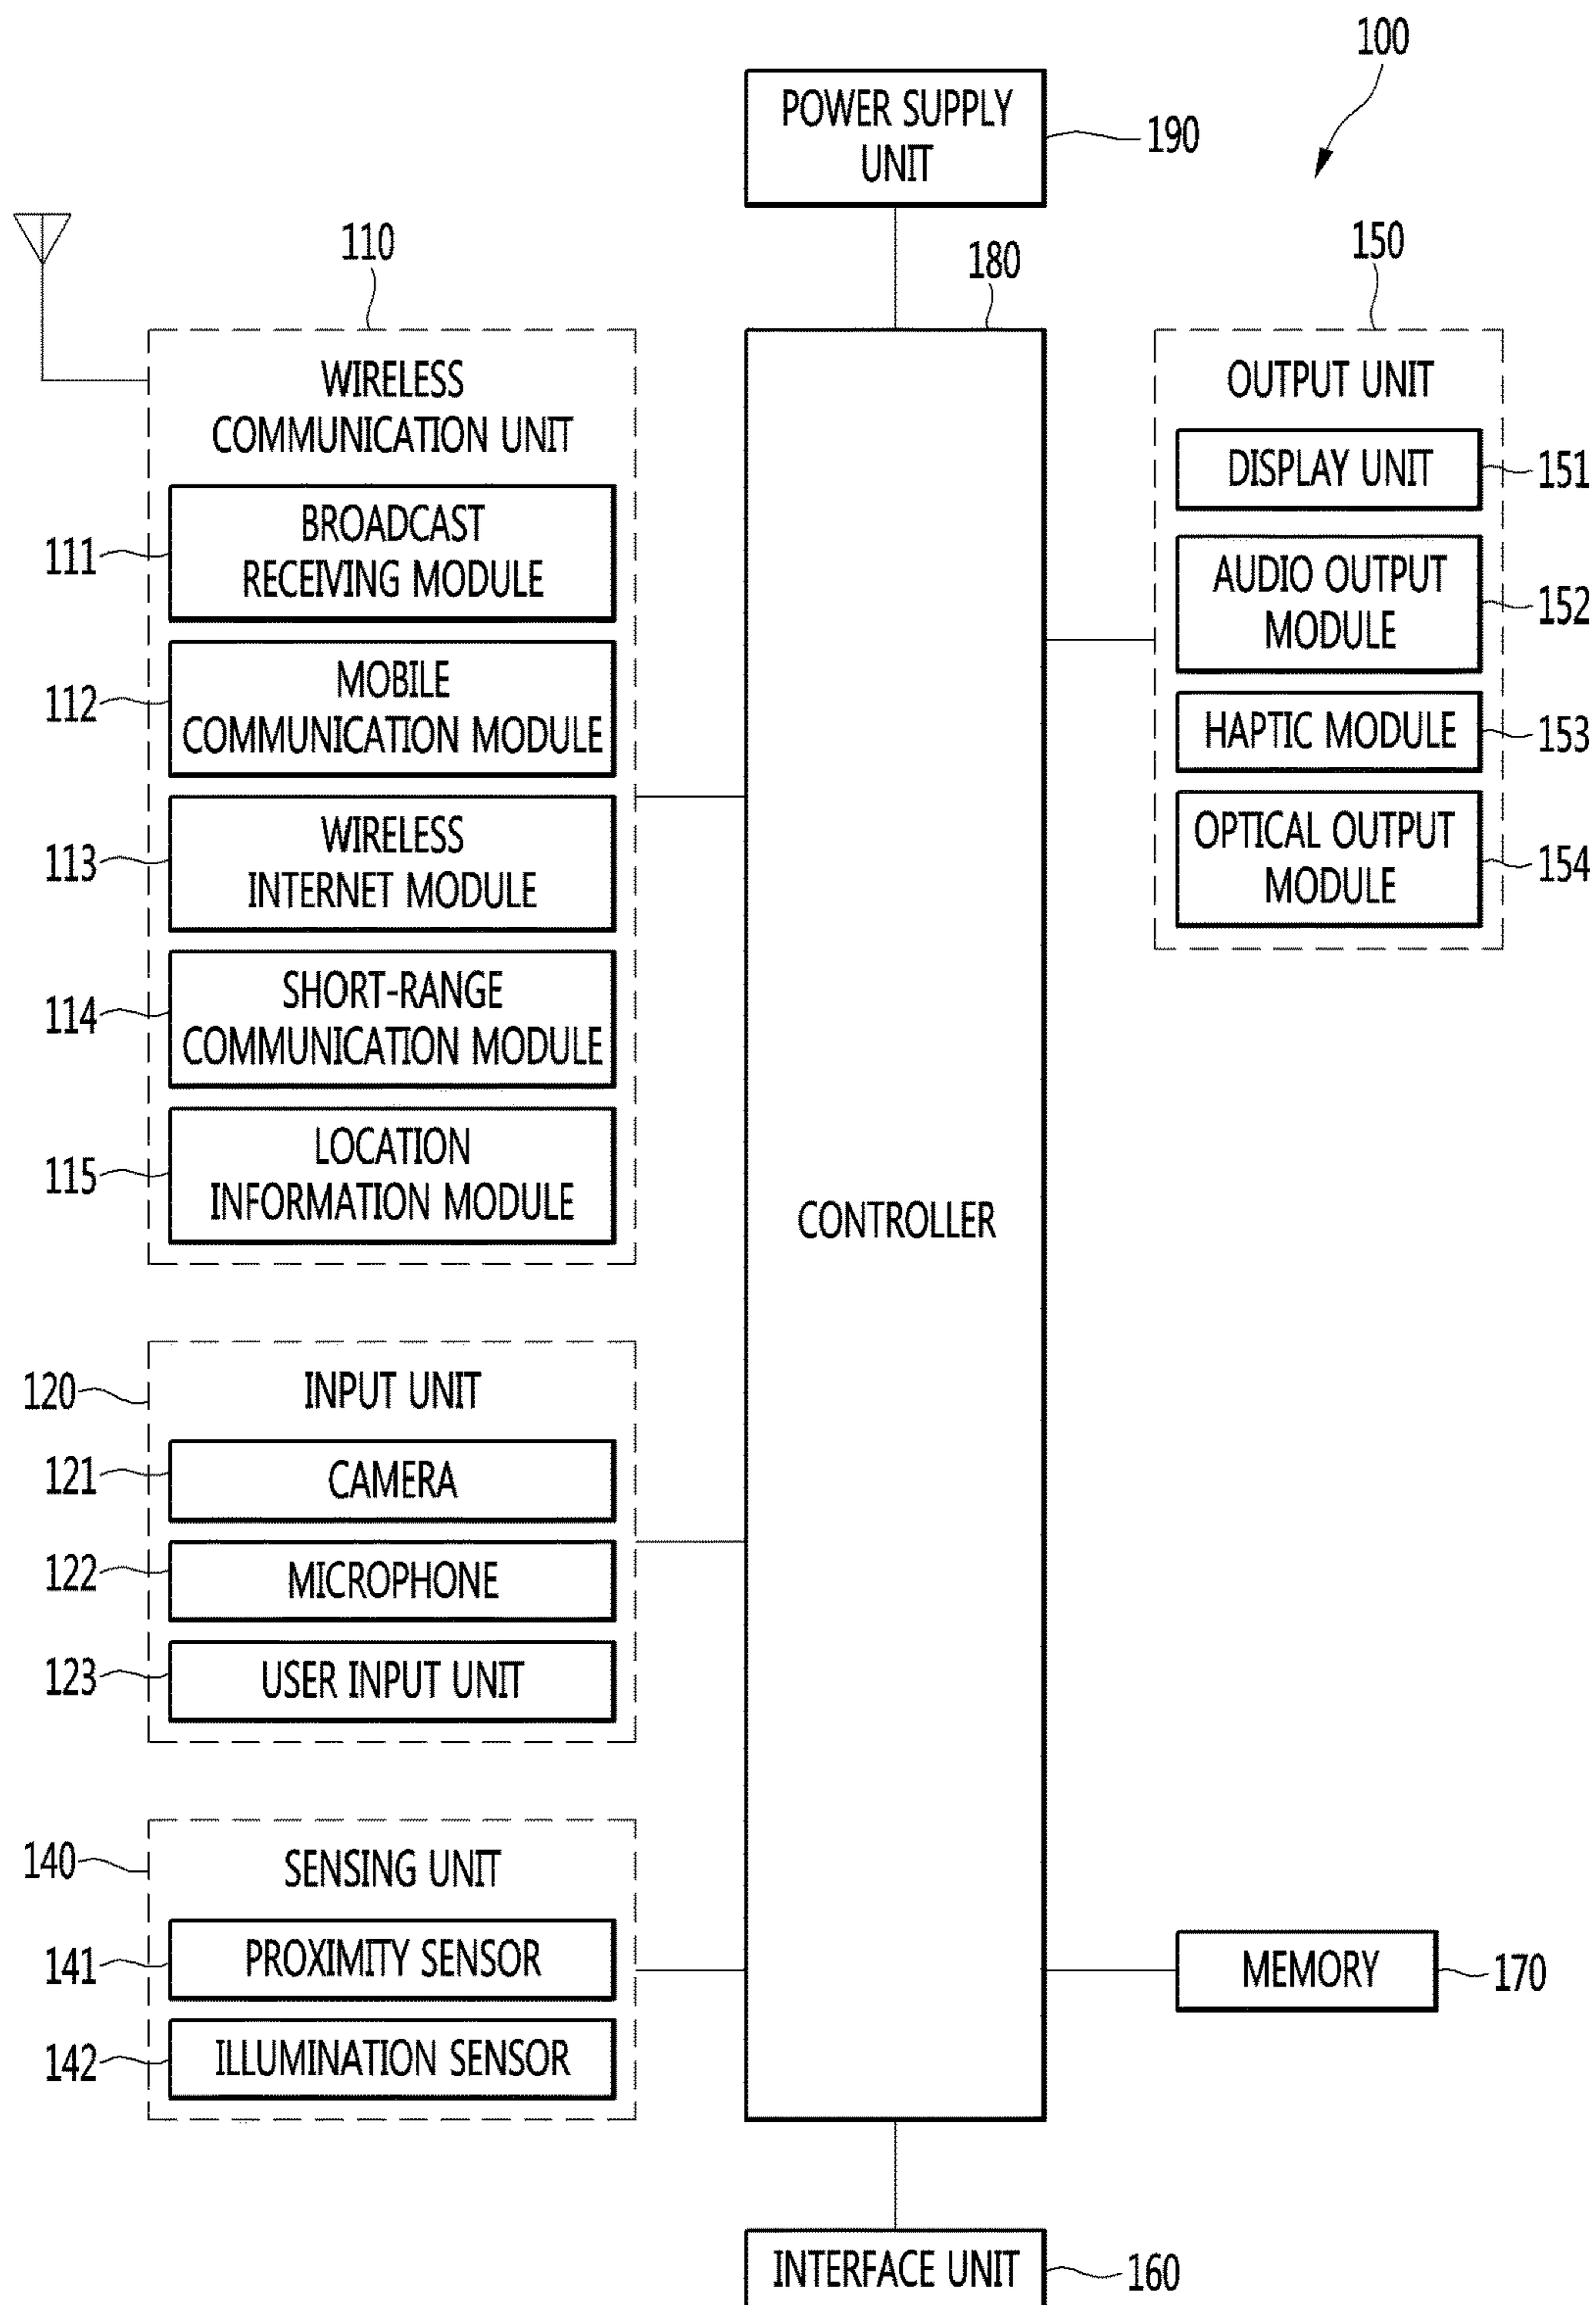 100
POWER SUPPLY
UNIT
190
110
180
150
WIRELESS
COMMUNICATION UNIT
111
BROADCAST
RECEIVING MODULE
112
MOBILE
COMMUNICATION MODULE
113
WIRELESS
INTERNET MODULE
114
SHORT-RANGE
COMMUNICATION MODULE
115
LOCATION
INFORMATION MODULE
120
INPUT UNIT
121
CAMERA
122
MICROPHONE
123
USER INPUT UNIT
140
SENSING UNIT
141
PROXIMITY SENSOR
142
ILLUMINATION SENSOR
CONTROLLER
OUTPUT UNIT
DISPLAY UNIT
151
AUDIO OUTPUT
MODULE
152
HAPTIC MODULE
153
OPTICAL OUTPUT
MODULE
154
MEMORY
170
INTERFACE UNIT
160